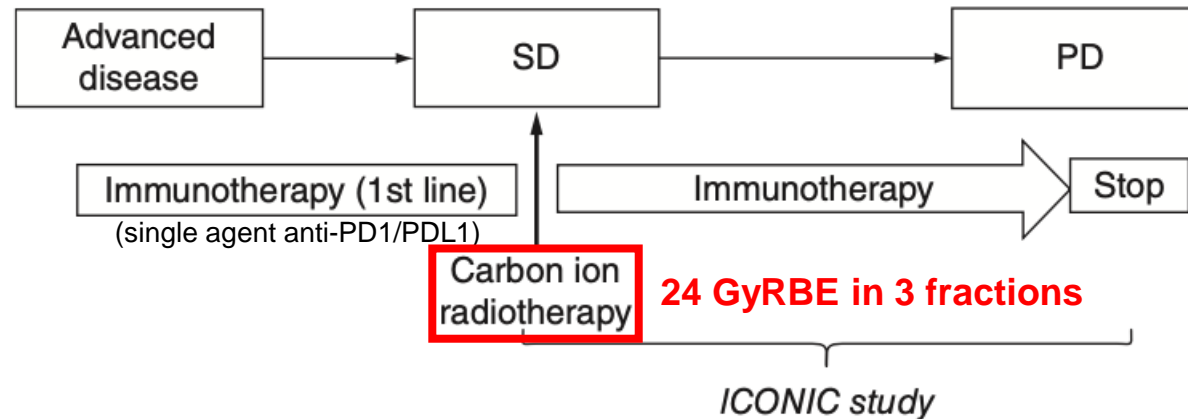 Advanced
disease
SD
PD
Immunotherapy (1st line)
(single agent anti-PD1/PDL1)
Immunotherapy
Stop
Carbon ion
radiotherapy
24 GyRBE in 3 fractions
ICONIC study